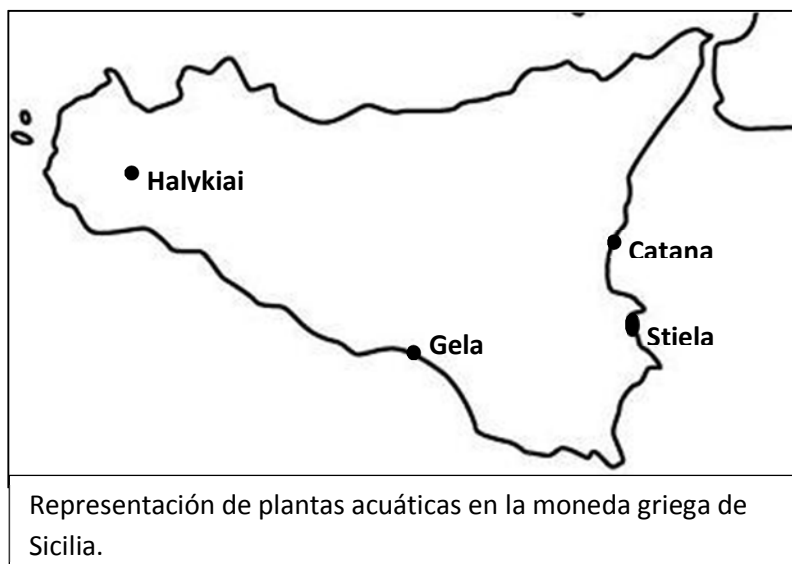 Halykiai
Catana
Stiela
Gela
Representación de plantas acuáticas en la moneda griega de
Sicilia.